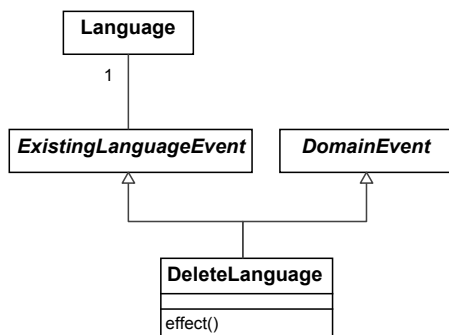 Language
1
ExistingLanguageEvent
DomainEvent
DeleteLanguage
effect()